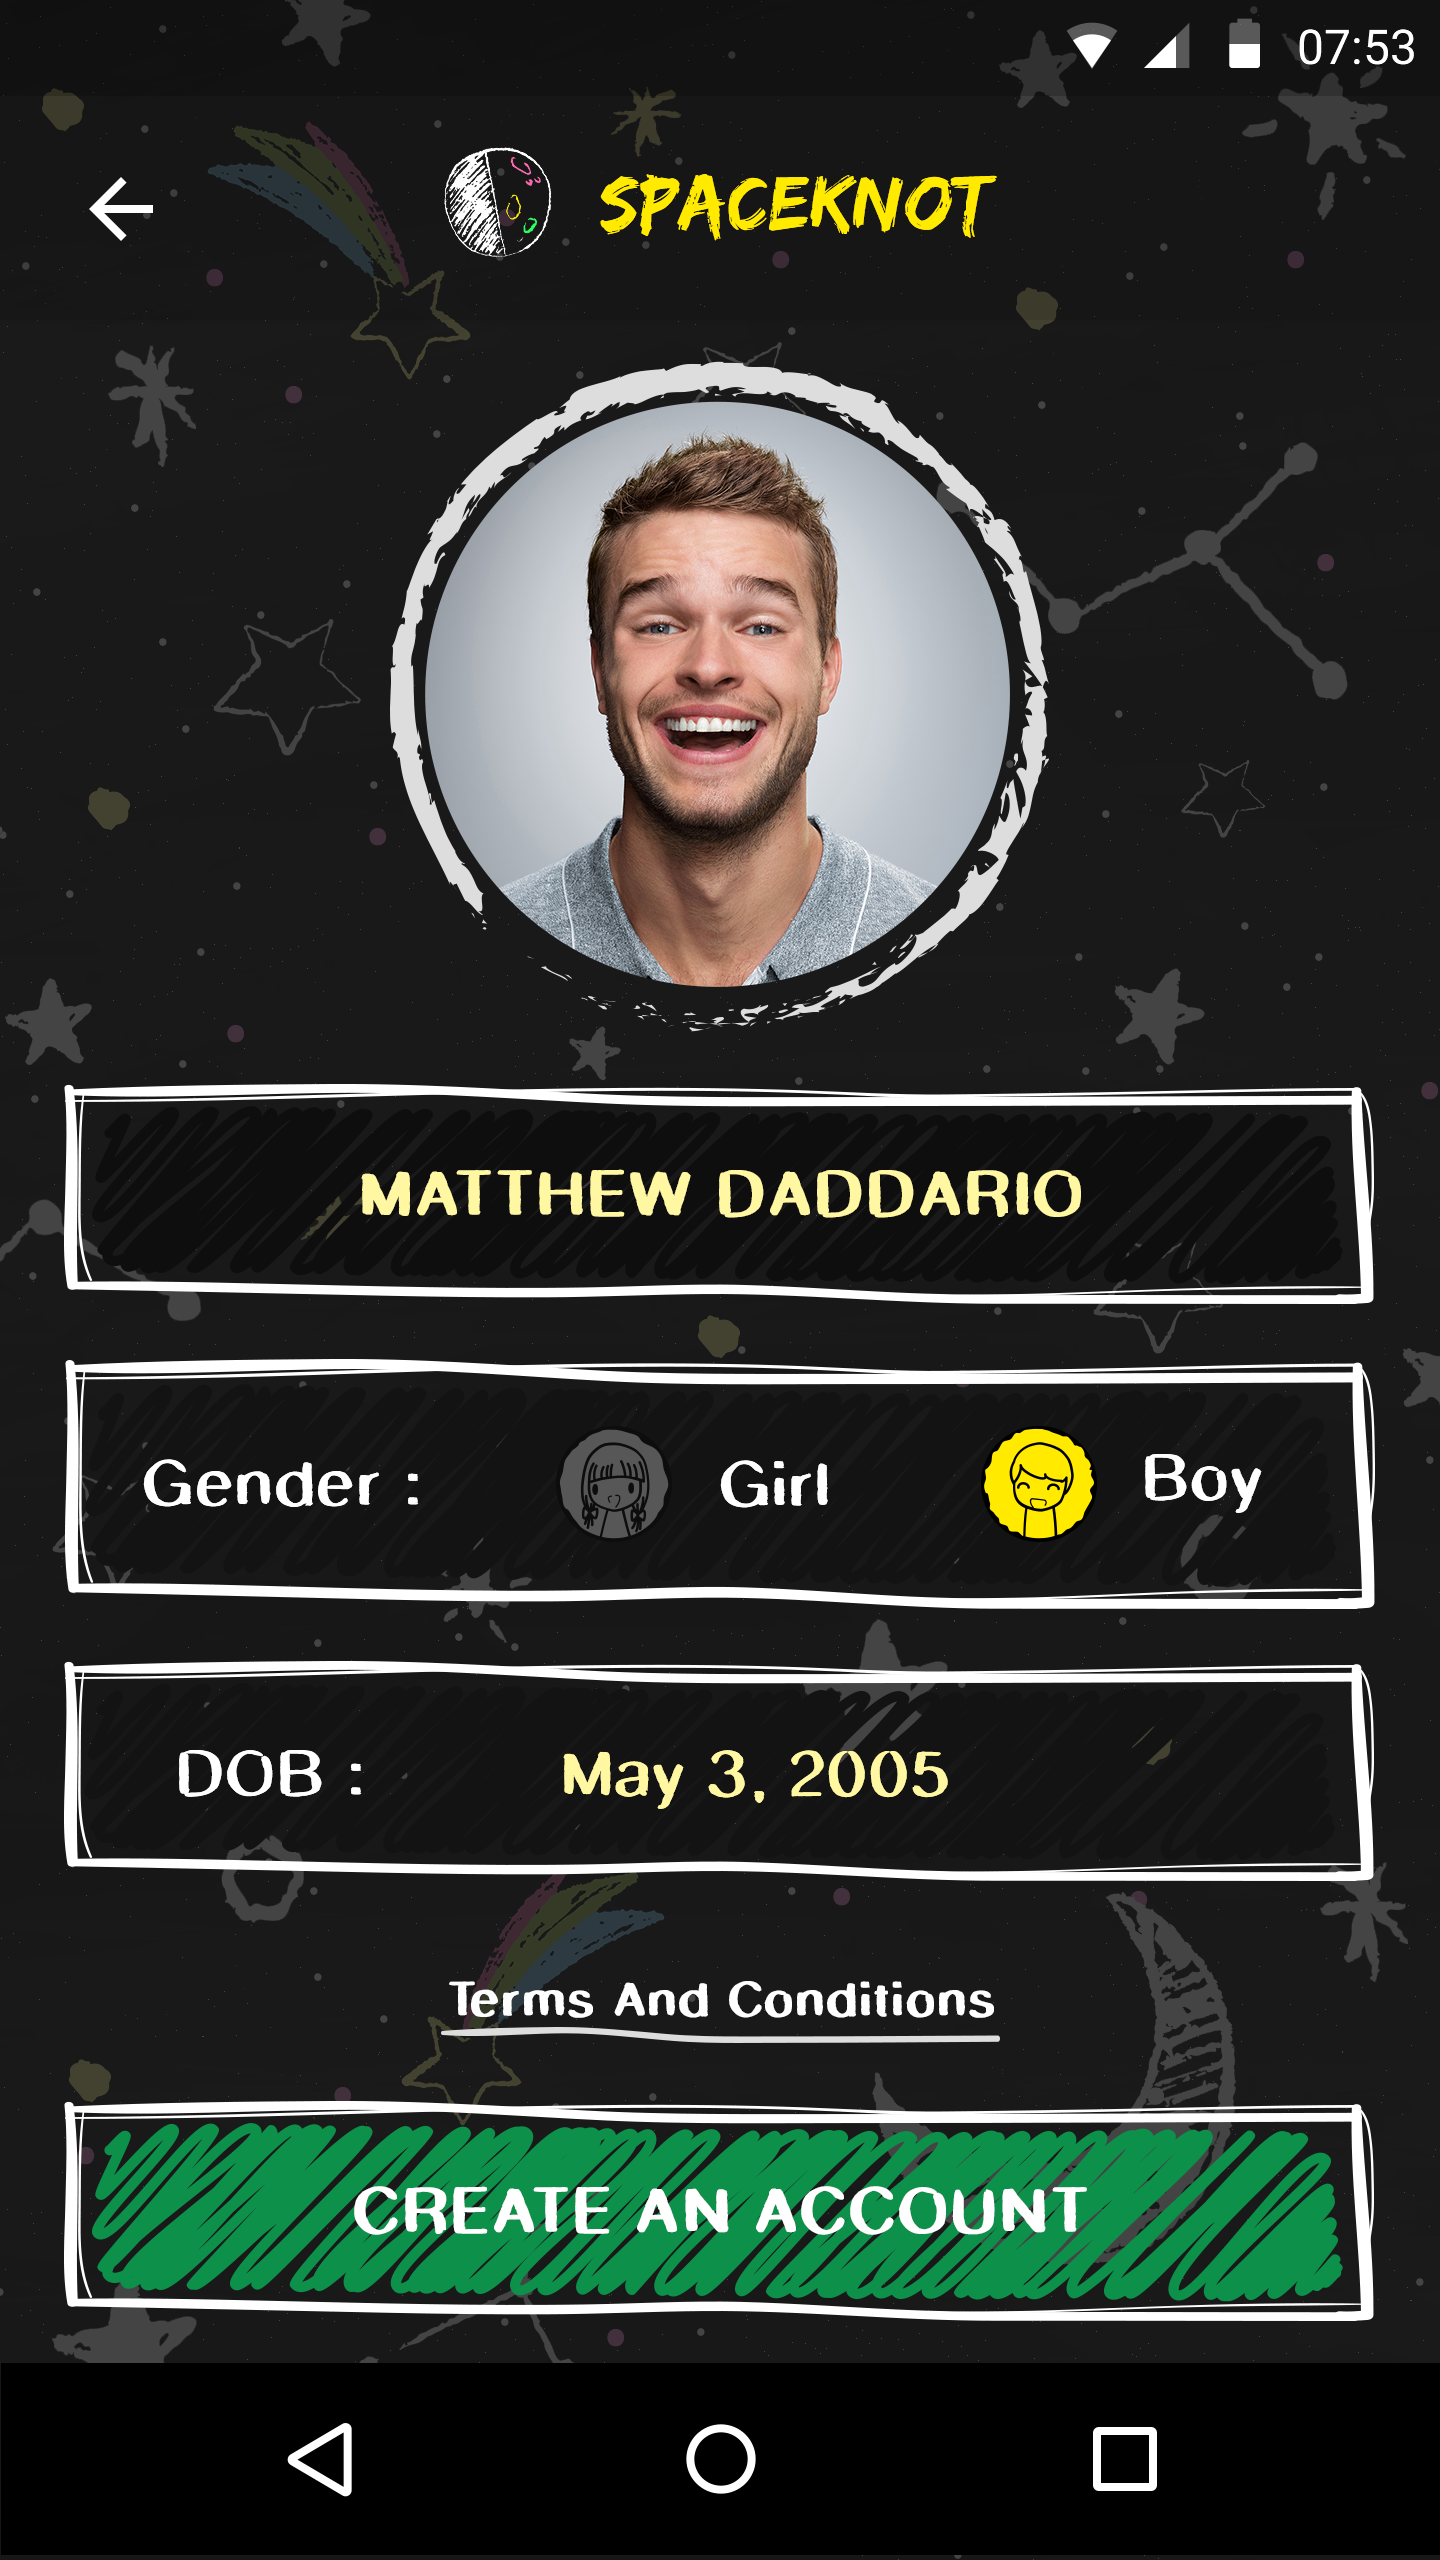 07:53
SPACEKNOT
MATTHEW DADDARIO
Gender : Girl Boy
DOB : May 3, 2005
Terms And Conditions
CREATE AN ACCOUNT